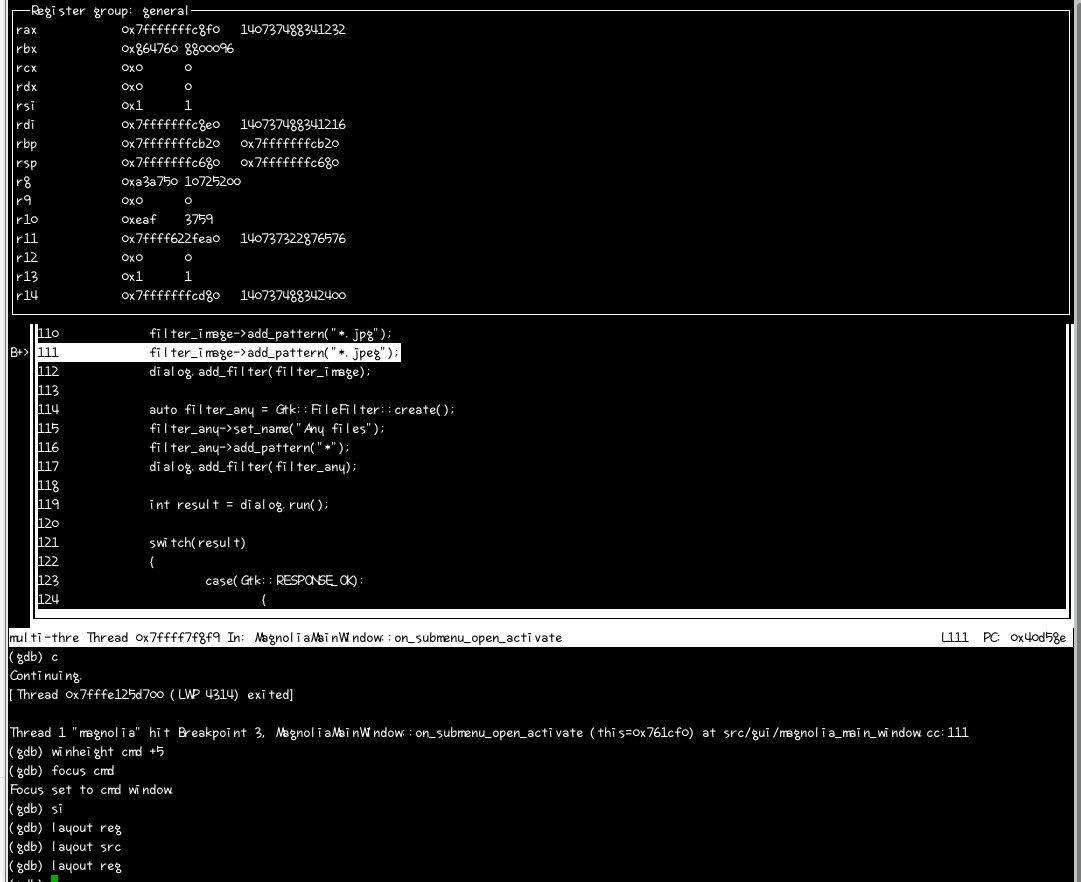 Register group: general
rax 0x7fffffffc8f0 140737488341232
rbx 0x864760 8800096
rcx 0x0 0
rdx 0x0 0
rsi 0x1 1
rdi 0x7fffffffc8e0 140737488341216
rbp 0x7fffffffcb20 0x7fffffffcb20
rsp 0x7fffffffc680 0x7fffffffc680
r8 0xa3a750 10725200
r9 0x0 0
r10 0xeaf 3759
r11 0x7ffff622fea0 140737322876576
r12 0x0 0
r13 0x1 1
r14 0x7fffffffcd80 140737488342400
110 filter_image->add_pattern("*.jpg");
B+> 111 filter_image->add_pattern("*.jpeg");
112 dialog.add_filter(filter_image);
113
114 auto filter_any = Gtk::FileFilter::create();
115 filter_any->set_name("Any files");
116 filter_any->add_pattern("*");
117 dialog.add_filter(filter_any);
118
119 int result = dialog.run();
120
121 switch(result)
122 {
123 case(Gtk::RESPONSE_OK):
124 {
multi-thre Thread 0x7ffff7f8f9 In: MagnoliaMainWindow::on_submenu_open_activate L111 PC: 0x40d58e
(gdb) c
Continuing.
[Thread 0x7fffe125d700 (LWP 4314) exited]
Thread 1 "magnolia" hit Breakpoint 3, MagnoliaMainWindow::on_submenu_open_activate (this=0x761cf0) at src/gui/magnolia_main_window.cc:111
(gdb) winheight cmd +5
(gdb) focus cmd
Focus set to cmd window.
(gdb) si
(gdb) layout reg
(gdb) layout src
(gdb) layout reg
(gdb)